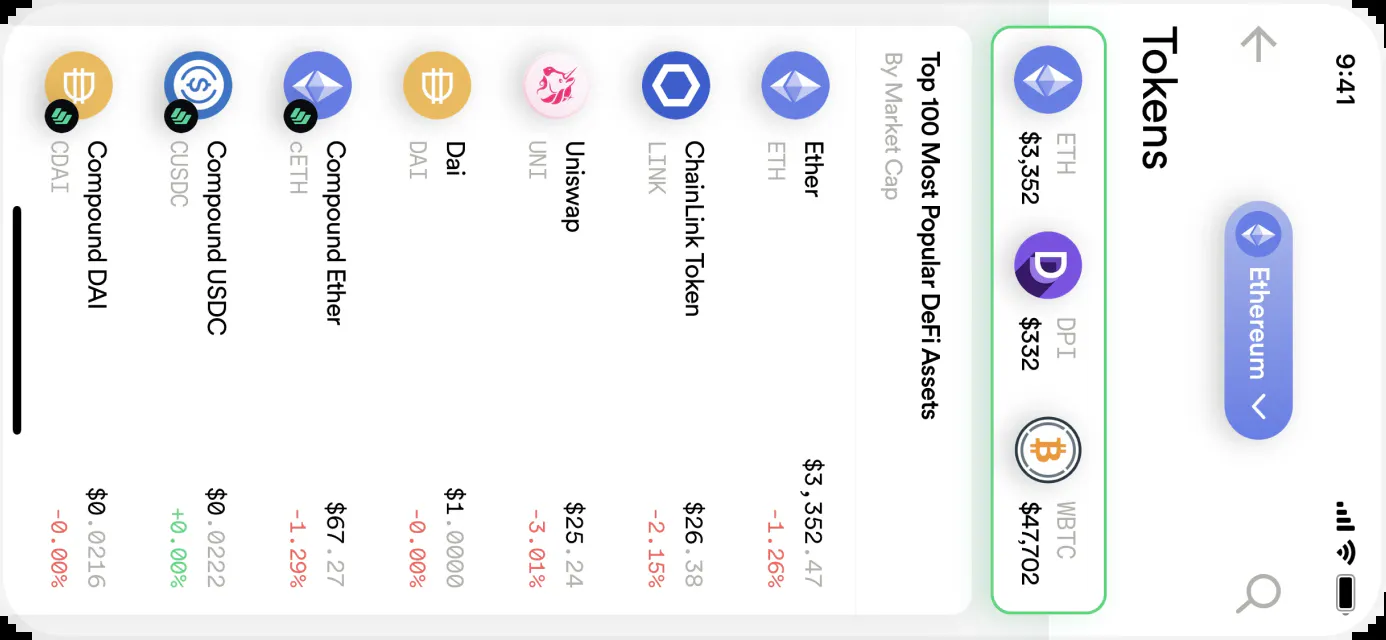 9:41
Ethereum
Tokens
ETH
$3,352
DPI
$332
WBTC
$47,702
Top 100 Most Popular DeFi Assets
By Market Cap
Ether
$3,352.47
ETH
-1.26%
ChainLink Token
$26.38
LINK
-2.15%
Uniswap
$25.24
UNI
-3.01%
Dai
$1.0000
DAI
-0.00%
Compound Ether
$67.27
cETH
-1.29%
Compound USDC
$0.0222
CUSDC
+0.00%
Compound DAI
$0.0216
CDAI
-0.00%